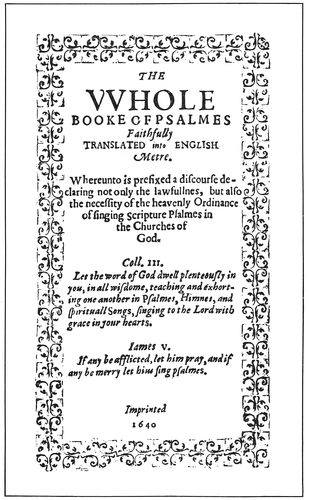 THE
VVHOLE
BOOKE OF PSALMES
Faithfully
TRANSLATED into ENGLISH
Metre.
Whereunto is prefixed a discourse de-
claring not only the lawfullnes, but also
the necessity of the heavenly Ordinance
of singing Scripture Psalmes in
the Churches of
God.
Coll. III.
Let the word of God dwell plenteously in
you, in all wisdome, teaching and exhort-
ing one another in Psalmes, Himnes, and
spirituall Songs, singing to the Lord with
grace in your hearts.
Iames v.
If any be afflicted, let him pray, and if
any be merry let him sing psalmes.
Imprinted
1640